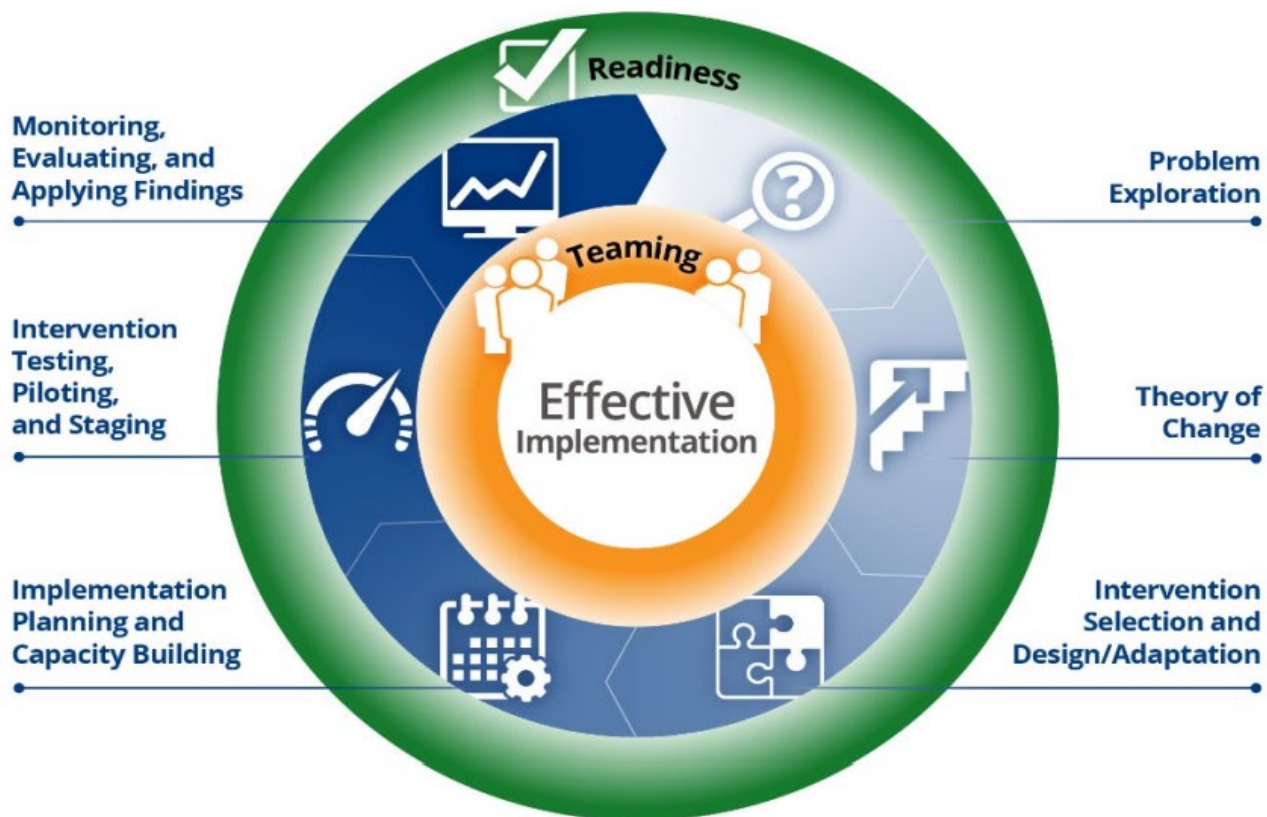 Readiness
Teaming
Effective
Implementation
Problem
Exploration
Theory of
Change
Intervention
Selection and
Design/Adaptation
Implementation
Planning and
Capacity Building
Intervention
Testing,
Piloting,
and Staging
Monitoring,
Evaluating, and
Applying Findings